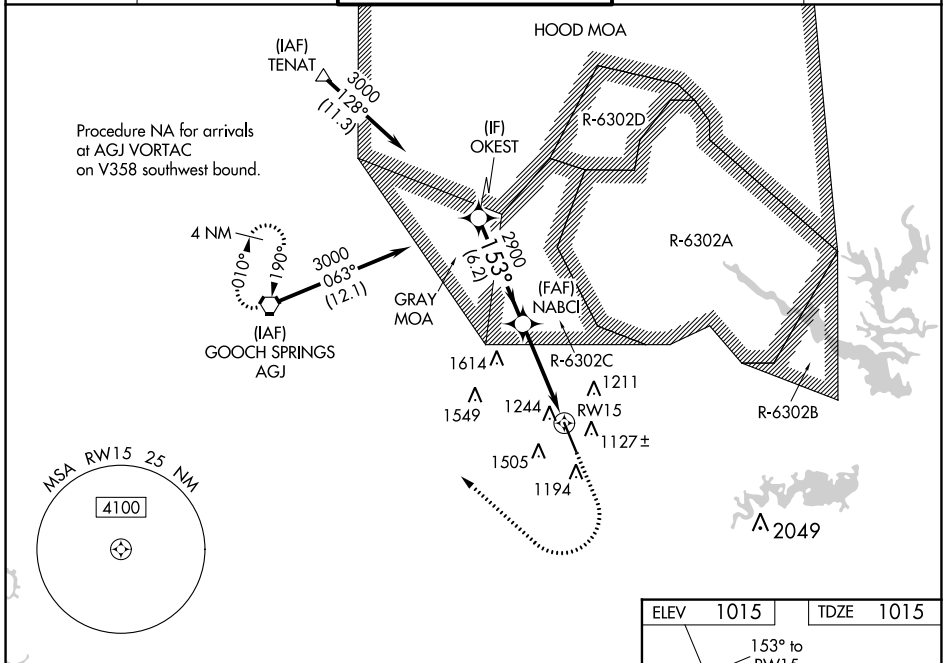 HOOD MOA
(IAF)
TENAT
3000
128°
(11.3)
Procedure NA for arrivals
at AGJ VORTAC
on V358 southwest bound.
(IF)
OKEST
R-6302D
4 NM
010°
190°
3000
063°
(12.1)
(IAF)
GOOCH SPRINGS
AGJ
2900
153°
(6.2)
R-6302A
GRAY
MOA
(FAF)
NABCI
R-6302C
R-6302B
1614
1549
1244
1211
RW15
1127±
1505
1194
2049
MSA RW15 25 NM
4100
ELEV 1015
TDZE 1015
153° to
RW15